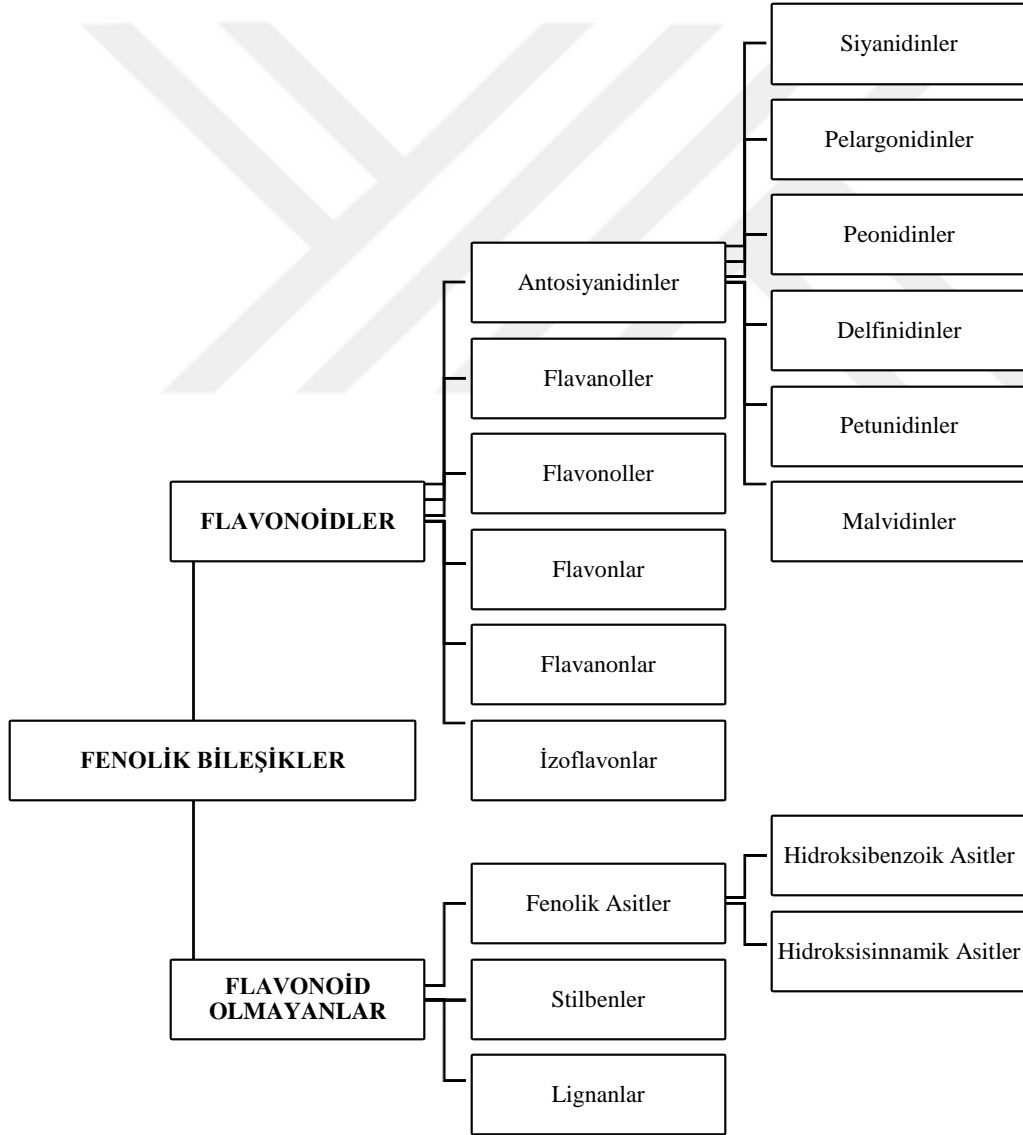 Siyanidinler
Pelargonidinler
Peonidinler
Antosiyanidinler
Delfinidinler
Flavanoller
Petunidinler
Flavonoller
Malvidinler
FLAVONOİDLER
Flavonlar
Flavanonlar
FENOLİK BİLEŞİKLER
İzoflavonlar
Hidroksibenzoik Asitler
Fenolik Asitler
Hidroksisinnamik Asitler
FLAVONOİD
OLMAYANLAR
Stilbenler
Lignanlar